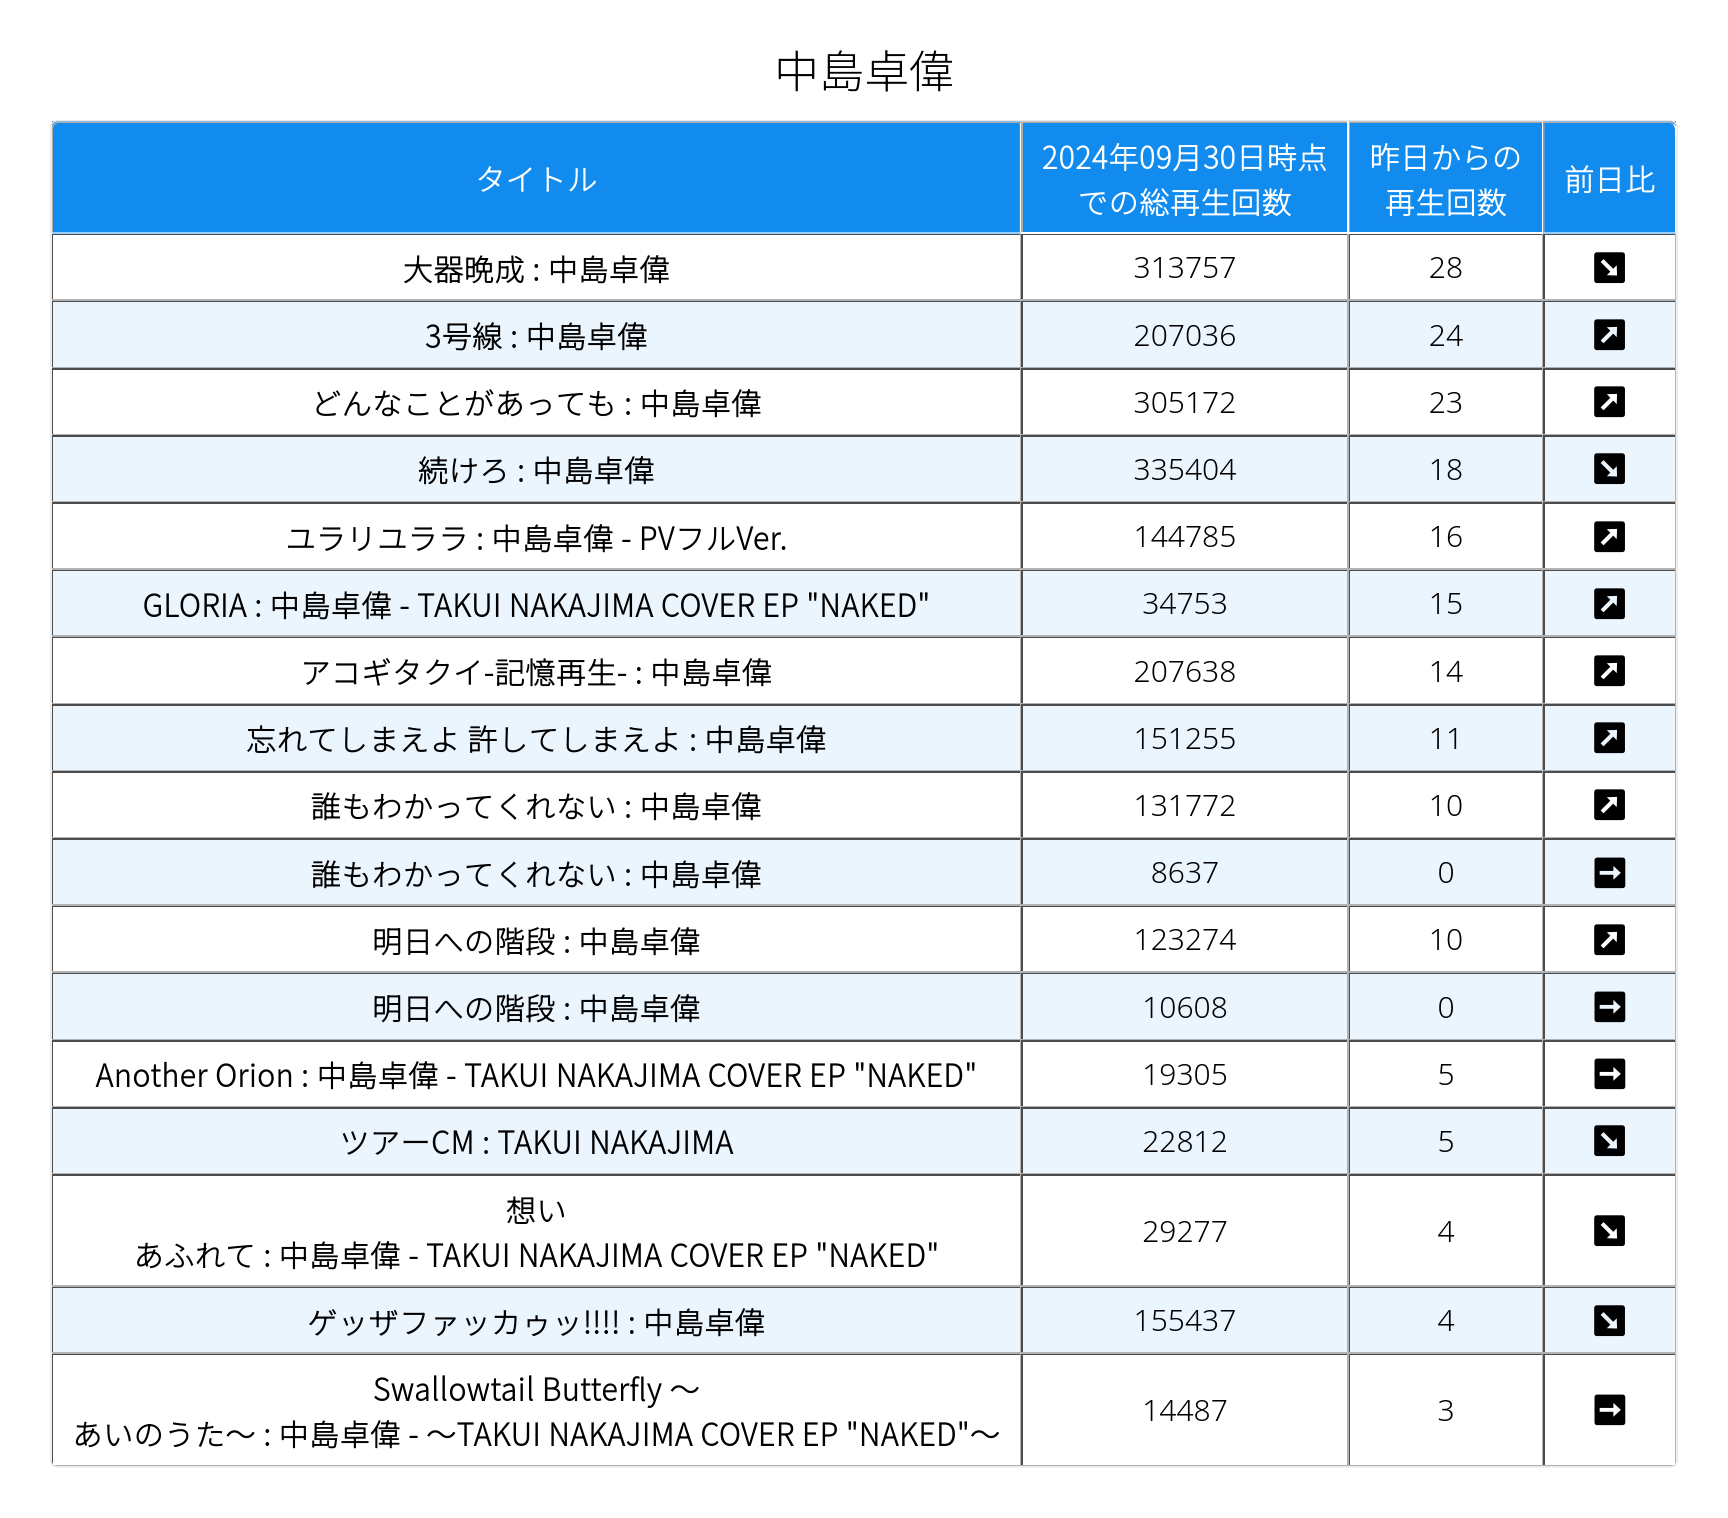 中島卓偉
タイトル
2024年09月30日時点
での総再生回数
昨日からの
再生回数
前日比
大器晩成 : 中島卓偉
313757
28
3号線 : 中島卓偉
207036
24
どんなことがあっても : 中島卓偉
305172
23
続けろ : 中島卓偉
335404
18
ユラリユララ : 中島卓偉 - PVフルVer.
144785
16
GLORIA : 中島卓偉 - TAKUI NAKAJIMA COVER EP "NAKED"
34753
15
アコギタクイ-記憶再生- : 中島卓偉
207638
14
忘れてしまえよ 許してしまえよ : 中島卓偉
151255
11
誰もわかってくれない : 中島卓偉
131772
10
誰もわかってくれない : 中島卓偉
8637
0
明日への階段 : 中島卓偉
123274
10
明日への階段 : 中島卓偉
10608
0
Another Orion : 中島卓偉 - TAKUI NAKAJIMA COVER EP "NAKED"
19305
5
ツアーCM : TAKUI NAKAJIMA
22812
5
想い
あふれて : 中島卓偉 - TAKUI NAKAJIMA COVER EP "NAKED"
29277
4
ゲッザファッカゥッ!!!! : 中島卓偉
155437
4
Swallowtail Butterfly ～
あいのうた～ : 中島卓偉 - ～TAKUI NAKAJIMA COVER EP "NAKED"～
14487
3